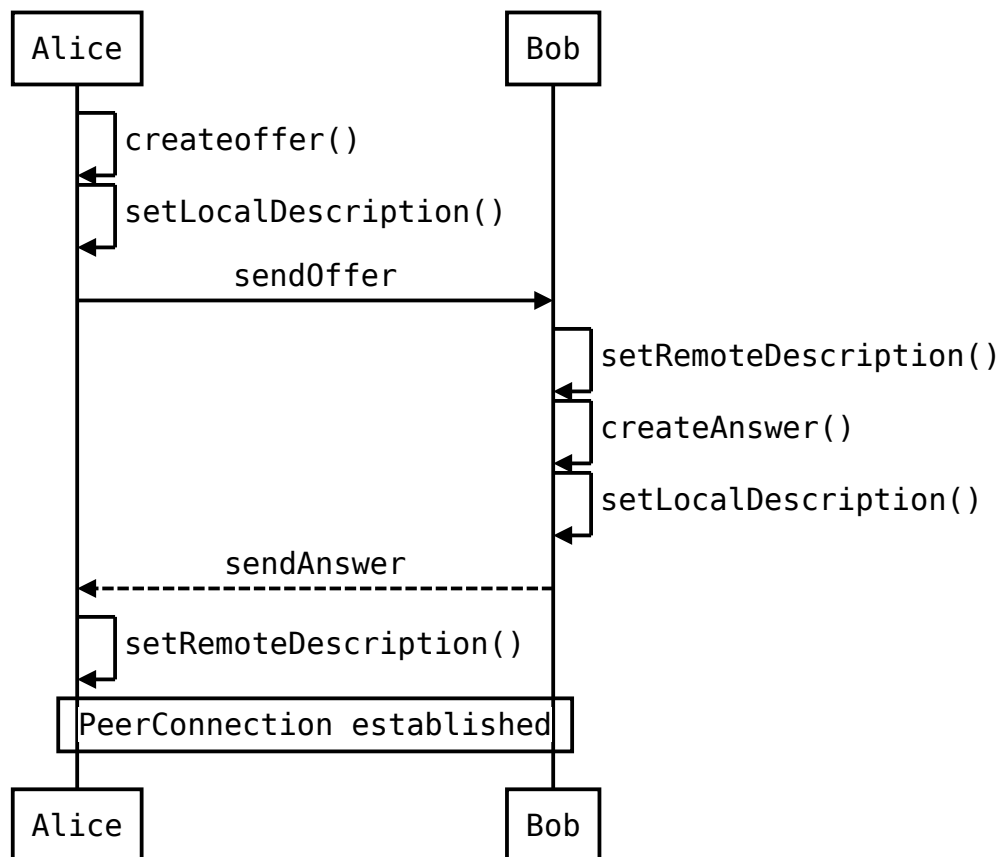 Alice
Bob
createoffer()
setLocalDescription()
sendOffer
setRemoteDescription()
createAnswer()
setLocalDescription()
sendAnswer
setRemoteDescription()
PeerConnection established
Alice
Bob